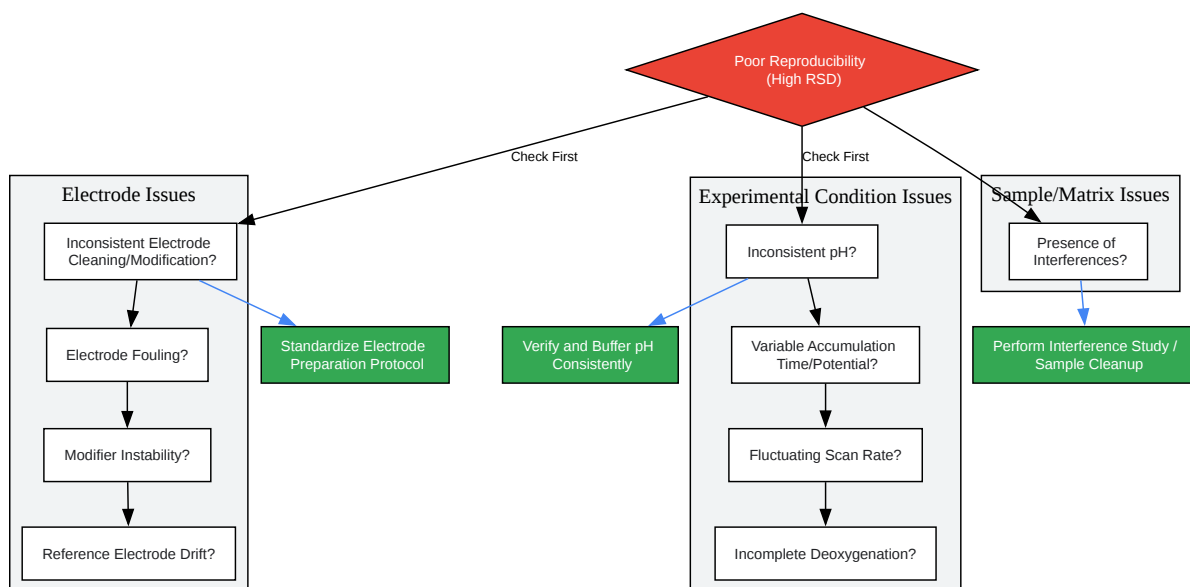 Poor Reproducibility
(High RSD)
Check First
Check First
Electrode Issues
Experimental Condition Issues
Sample/Matrix Issues
Inconsistent Electrode
Cleaning/Modification?
Inconsistent pH?
Presence of
Interferences?
Electrode Fouling?
Standardize Electrode
Preparation Protocol
Verify and Buffer pH
Consistently
Variable Accumulation
Time/Potential?
Perform Interference Study /
Sample Cleanup
Modifier Instability?
Fluctuating Scan Rate?
Reference Electrode Drift?
Incomplete Deoxygenation?